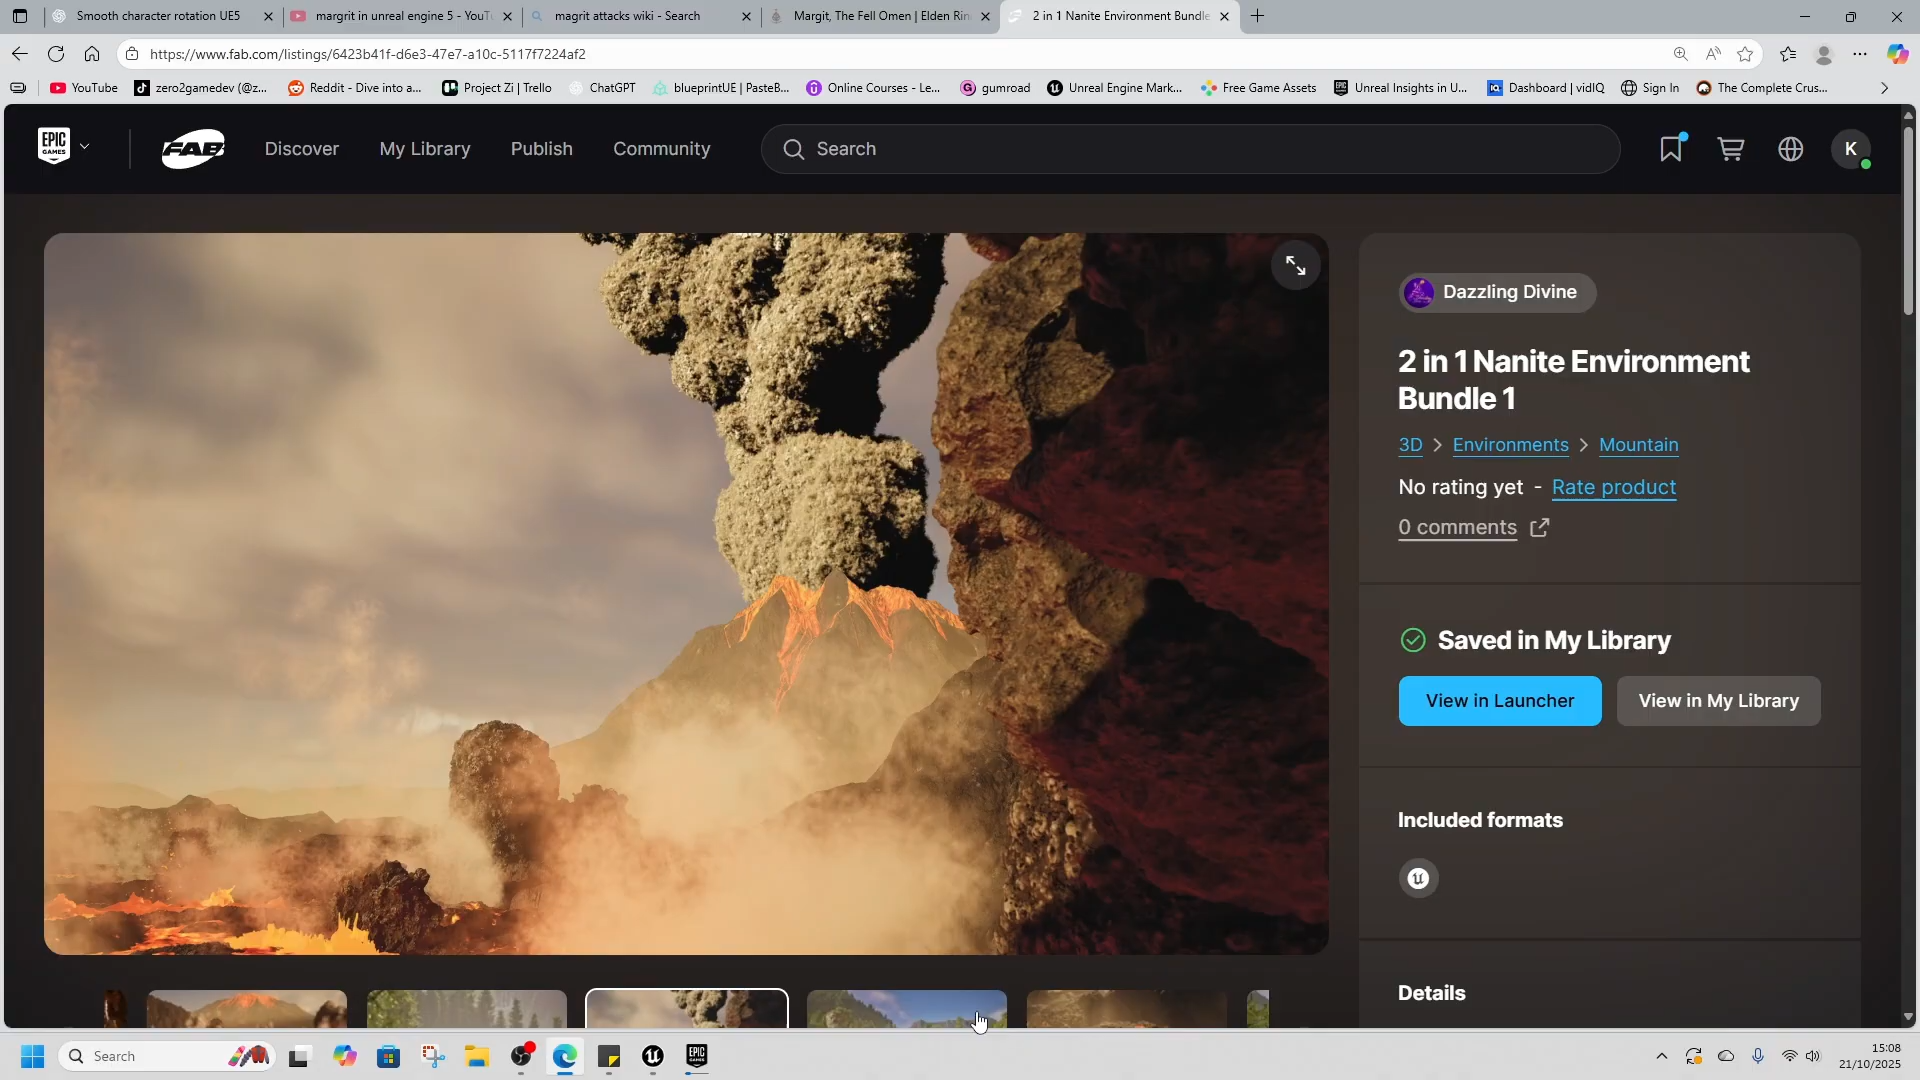 Smooth character rotation UE5
margrit in unreal engine 5 - YouT
magrit attacks wiki - Search
Margit, The Fell Omen | Elden Rin
2 in 1 Nanite Environment Bundle
https://www.fab.com/listings/6423b41f-d6e3-47e7-a10c-5117f7224af2
YouTube
zero2gamedev (@z...
Reddit - Dive into a...
Project Zi | Trello
ChatGPT
blueprintUE | PasteB...
Online Courses - Le...
gumroad
Unreal Engine Mark...
Free Game Assets
Unreal Insights in U...
Dashboard | vidIQ
Sign In
The Complete Crus...
EPIC
GAMES
FAB
Discover
My Library
Publish
Community
Search
K
Dazzling Divine
2 in 1 Nanite Environment
Bundle 1
3D > Environments > Mountain
No rating yet - Rate product
0 comments
Saved in My Library
View in Launcher
View in My Library
Included formats
Details
Search
EPIC
GAMES
15:08
21/10/2025